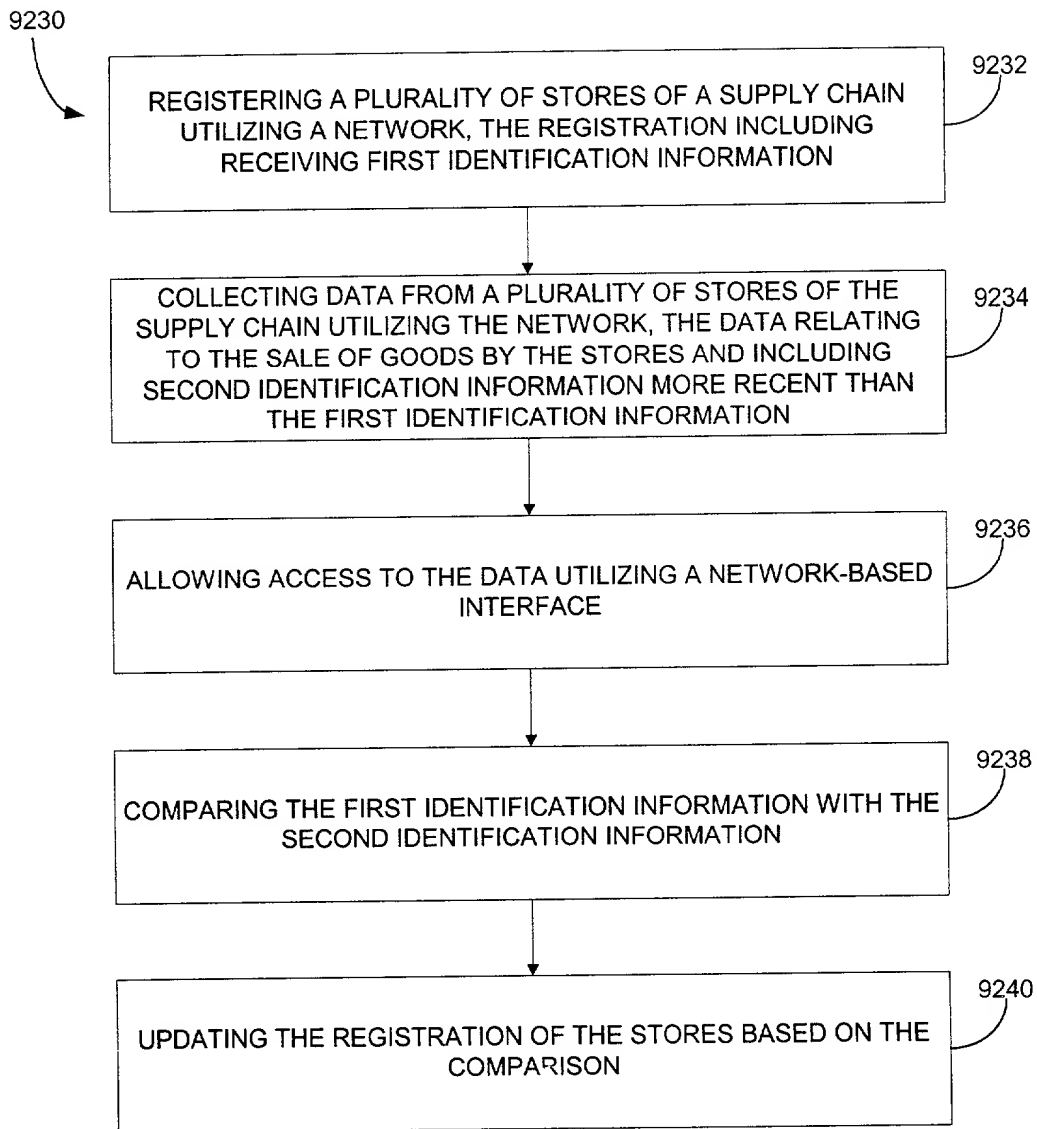 9230
9232
REGISTERING A PLURALITY OF STORES OF A SUPPLY CHAIN
UTILIZING A NETWORK, THE REGISTRATION INCLUDING
RECEIVING FIRST IDENTIFICATION INFORMATION
9234
COLLECTING DATA FROM A PLURALITY OF STORES OF THE
SUPPLY CHAIN UTILIZING THE NETWORK, THE DATA RELATING
TO THE SALE OF GOODS BY THE STORES AND INCLUDING
SECOND IDENTIFICATION INFORMATION MORE RECENT THAN
THE FIRST IDENTIFICATION INFORMATION
9236
ALLOWING ACCESS TO THE DATA UTILIZING A NETWORK-BASED
INTERFACE
9238
COMPARING THE FIRST IDENTIFICATION INFORMATION WITH THE
SECOND IDENTIFICATION INFORMATION
9240
UPDATING THE REGISTRATION OF THE STORES BASED ON THE
COMPARISON